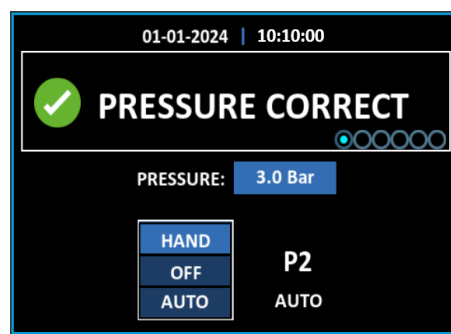 01-01-2024 | 10:10:00
PRESSURE CORRECT
PRESSURE: 3.0 Bar
HAND
OFF
AUTO
P2
AUTO